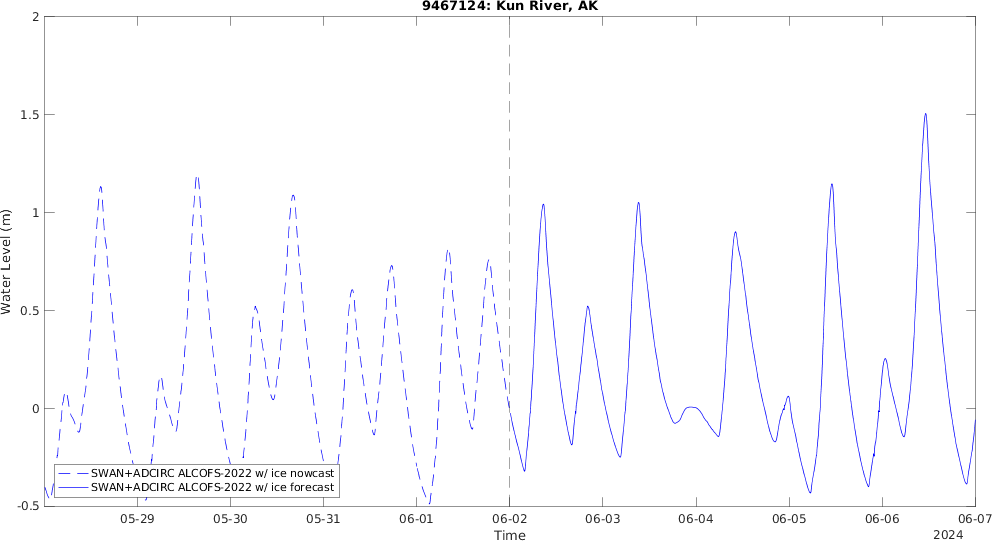 9467124: Kun River, AK
2
1.5
1
0.5
0
-0.5
Water Level (m)
SWAN+ADCIRC ALCOFS-2022 w/ ice nowcast
SWAN+ADCIRC ALCOFS-2022 w/ ice forecast
05-29 05-30 05-31 06-01 06-02 06-03 06-04 06-05 06-06 06-07
Time
2024